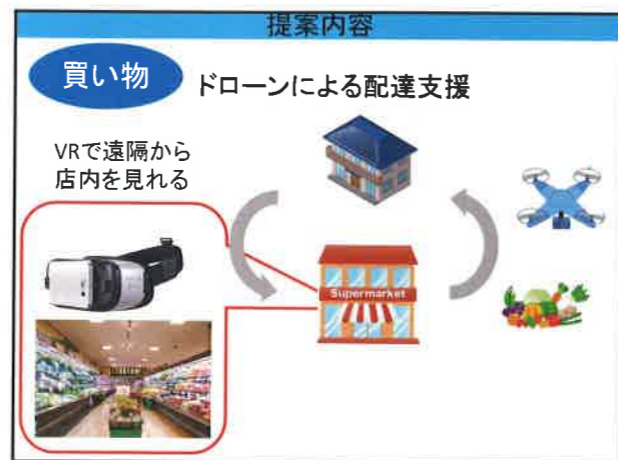 提案内容
買い物
ドローンによる配達支援
VRで遠隔から
店内を見れる
Supermarket